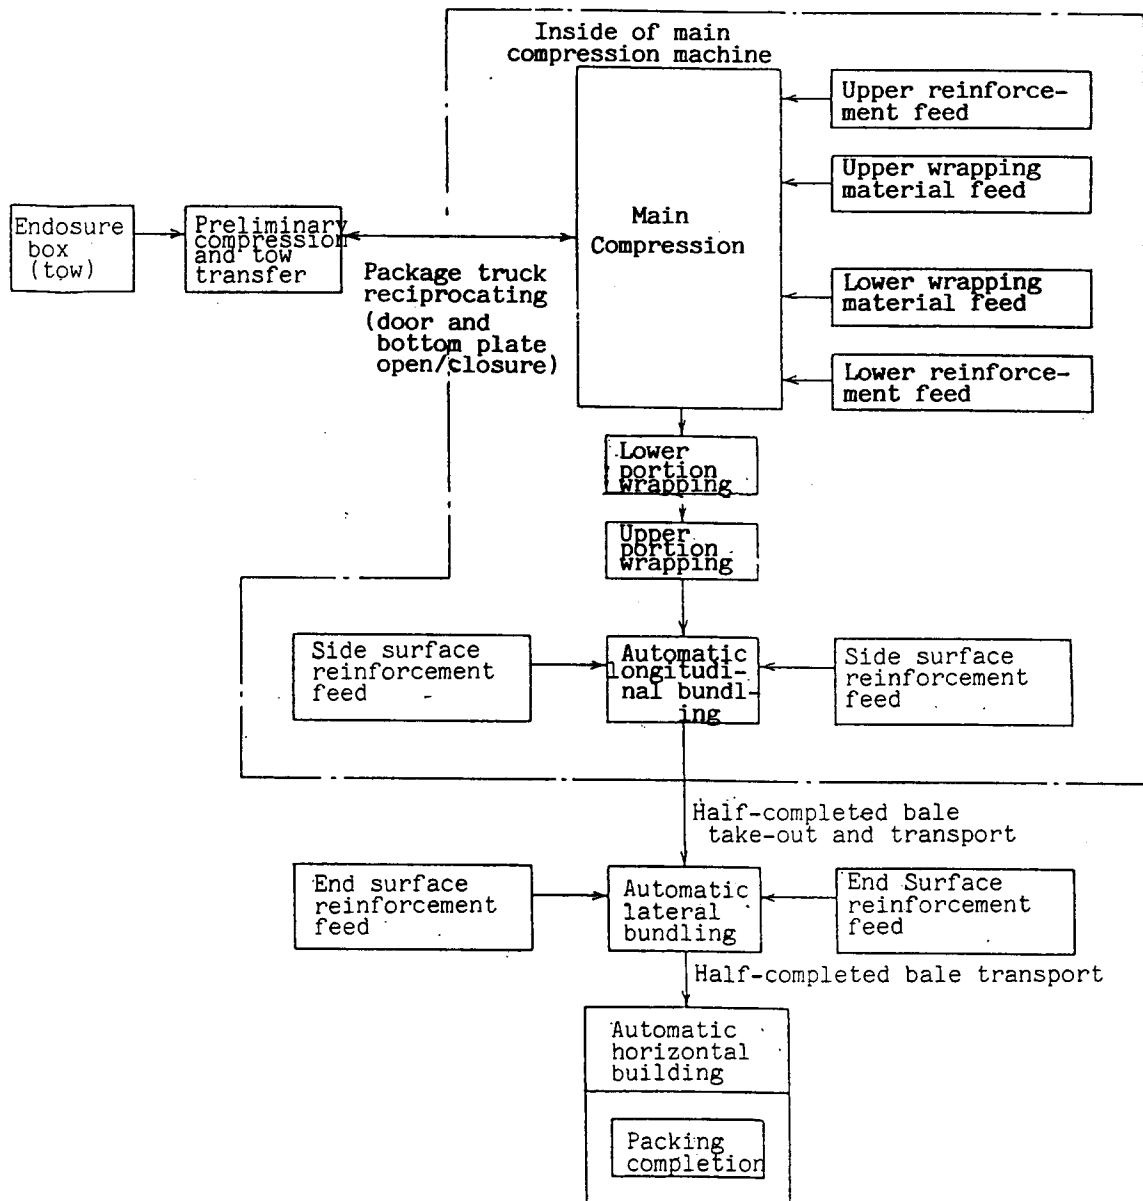 Inside of main
compression machine
Upper reinforce-
ment feed
Upper wrapping
material feed
Endosure
box
(tow)
Preliminary
compression
and tow
transfer
Main
Compression
Package truck
reciprocating
(door and
bottom plate
open/closure)
Lower wrapping
material feed
Lower reinforce-
ment feed
Lower
portion
wrapping
Upper
portion
wrapping
Side surface
reinforcement
feed
Automatic
longitudi-
nal bundl-
ing
Side surface
reinforcement
feed
Half-completed bale
take-out and transport
End surface
reinforcement
feed
Automatic
lateral
bundling
End Surface
reinforcement
feed
Half-completed bale transport
Automatic
horizontal
building
Packing
completion